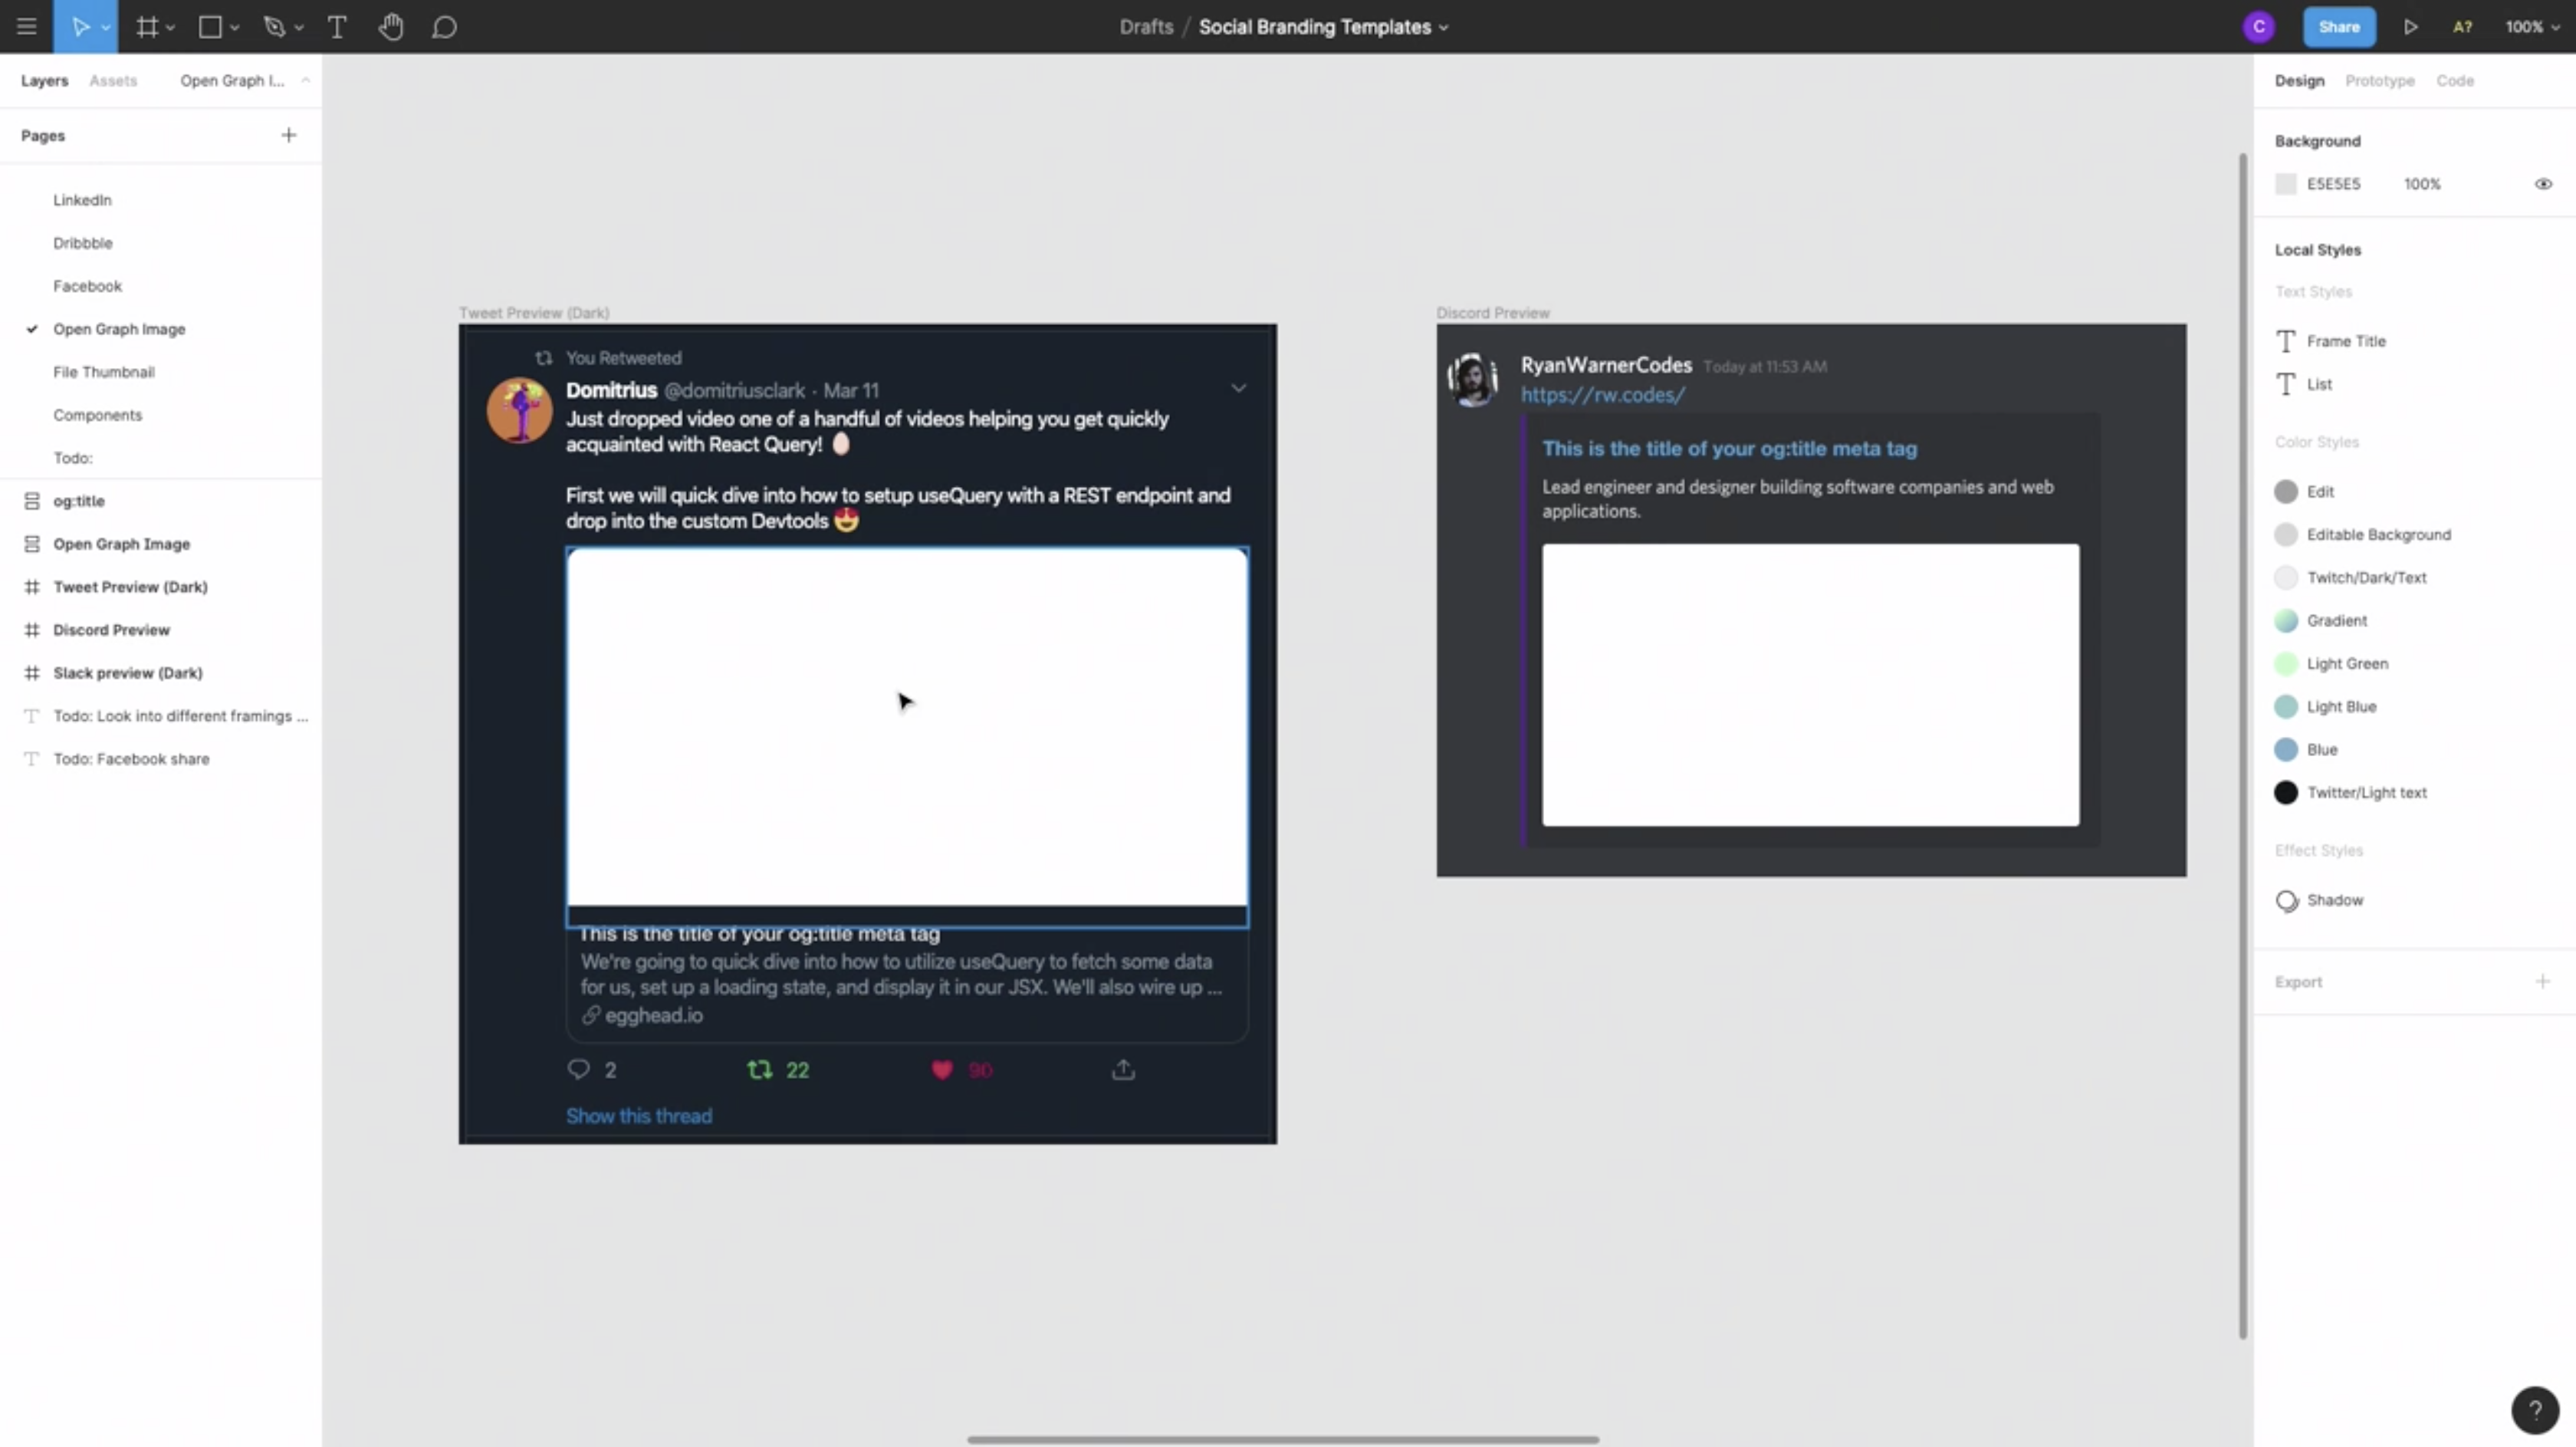 Drafts / Social Branding Templates
C
Share
A?
100%
Layers
Assets
Open Graph I...
Pages
LinkedIn
Dribbble
Facebook
Open Graph Image
File Thumbnail
Components
Todo:
og:title
Open Graph Image
Tweet Preview (Dark)
Discord Preview
Slack preview (Dark)
Todo: Look into different framings ...
Todo: Facebook share
Tweet Preview (Dark)
You Retweeted
Domitrius @domitriusclark · Mar 11
Just dropped video one of a handful of videos helping you get quickly
acquainted with React Query! 🥚
First we will quick dive into how to setup useQuery with a REST endpoint and
drop into the custom Devtools 😍
This is the title of your og:title meta tag
We're going to quick dive into how to utilize useQuery to fetch some data
for us, set up a loading state, and display it in our JSX. We'll also wire up ...
egghead.io
2
22
90
Show this thread
Discord Preview
RyanWarnerCodes Today at 11:53 AM
https://rw.codes/
This is the title of your og:title meta tag
Lead engineer and designer building software companies and web
applications.
Design
Prototype
Code
Background
E5E5E5
100%
Local Styles
Text Styles
Frame Title
List
Color Styles
Edit
Editable Background
Twitch/Dark/Text
Gradient
Light Green
Light Blue
Blue
Twitter/Light text
Effect Styles
Shadow
Export
?